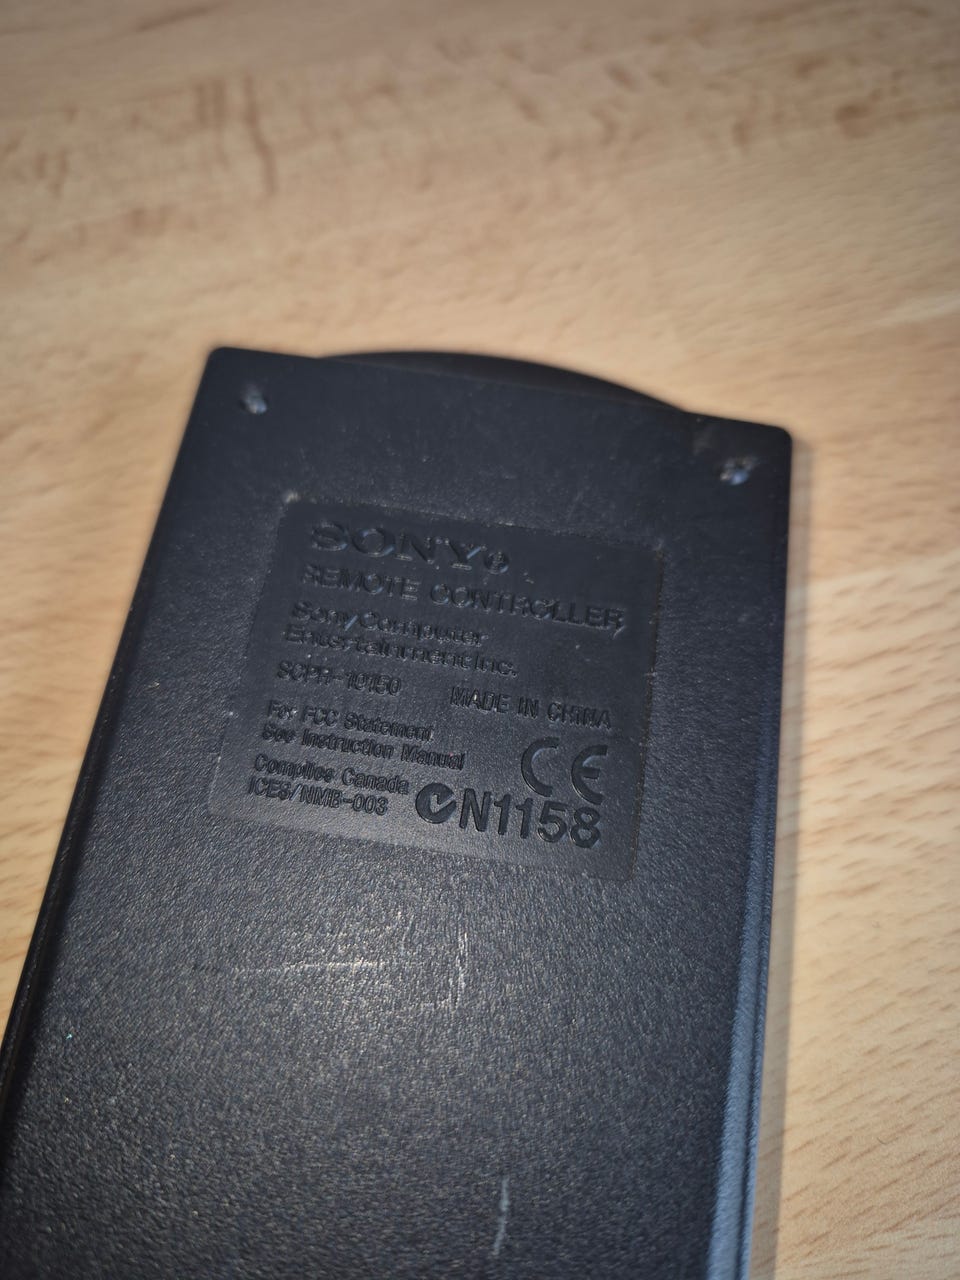 SONY®
REMOTE CONTROLLER
Sony Computer
Entertainment Inc.
SCPH-10150 MADE IN CHINA
For FCC Statement
See Instruction Manual
CE
Complies Canada
ICES/NMB-003
N1158